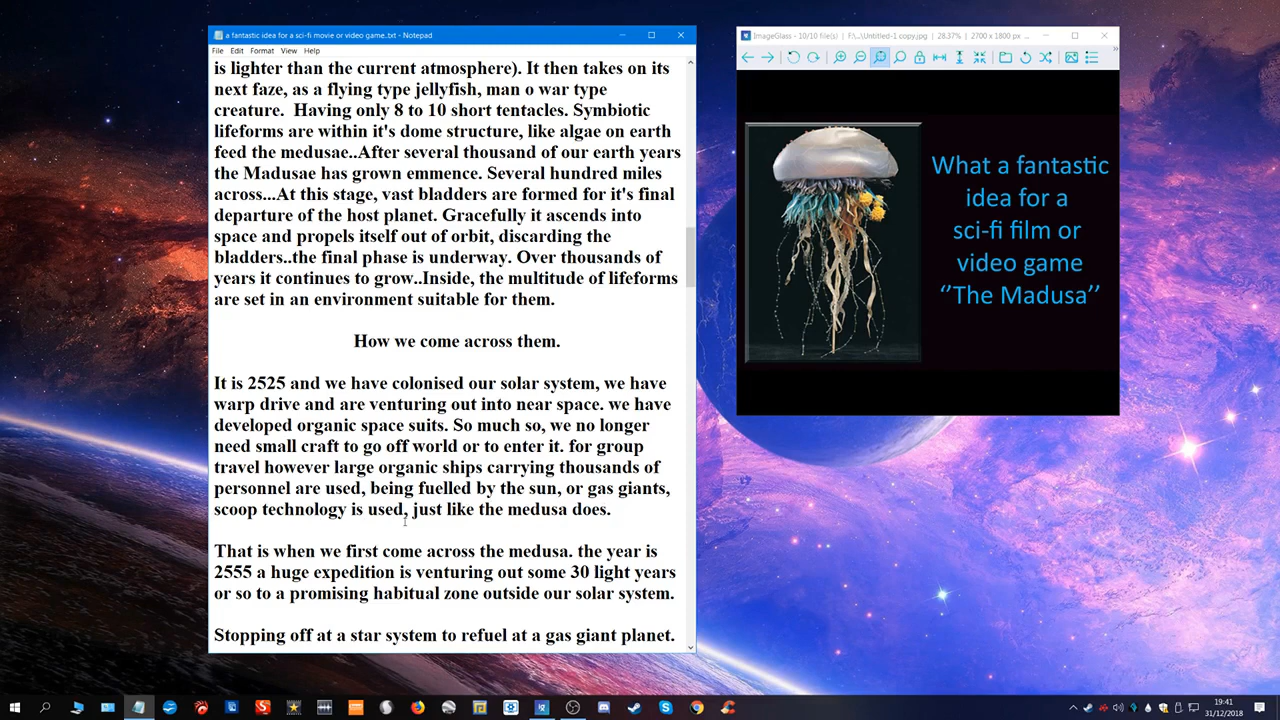 a fantastic idea for a sci-fi movie or video game..txt - Notepad
File Edit Format View Help
is lighter than the current atmosphere). It then takes on its
next faze, as a flying type jellyfish, man o war type
creature.  Having only 8 to 10 short tentacles. Symbiotic
lifeforms are within it's dome structure, like algae on earth
feed the medusae..After several thousand of our earth years
the Madusae has grown emmence. Several hundred miles
across...At this stage, vast bladders are formed for it's final
departure of the host planet. Gracefully it ascends into
space and propels itself out of orbit, discarding the
bladders..the final phase is underway. Over thousands of
years it continues to grow..Inside, the multitude of lifeforms
are set in an environment suitable for them.
How we come across them.
It is 2525 and we have colonised our solar system, we have
warp drive and are venturing out into near space. we have
developed organic space suits. So much so, we no longer
need small craft to go off world or to enter it. for group
travel however large organic ships carrying thousands of
personnel are used, being fuelled by the sun, or gas giants,
scoop technology is used, just like the medusa does.
That is when we first come across the medusa. the year is
2555 a huge expedition is venturing out some 30 light years
or so to a promising habitual zone outside our solar system.
Stopping off at a star system to refuel at a gas giant planet.
ImageGlass - 10/10 file(s) | F:\...\Untitled-1 copy.jpg | 28.37% | 2700 x 1800 px ...
What a fantastic
idea for a
sci-fi film or
video game
‘’The Madusa’’
19:41
31/12/2018